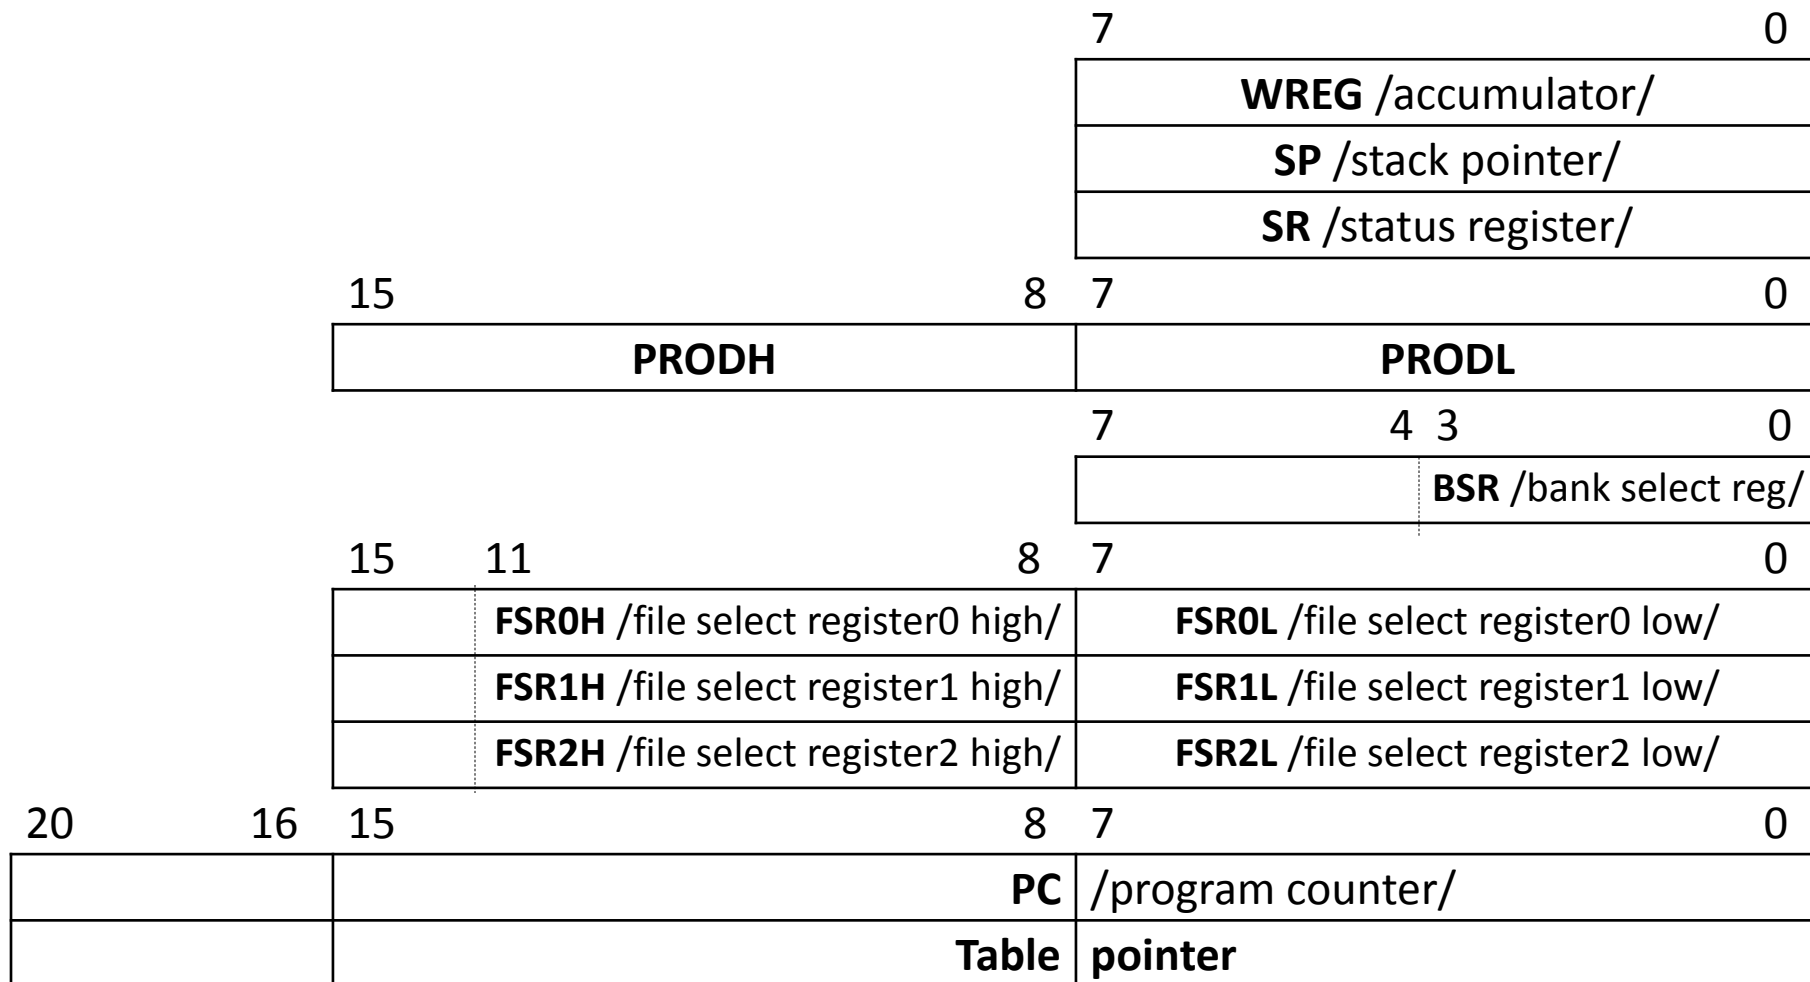 7 0
WREG /accumulator/
SP /stack pointer/
SR /status register/
15 8 7 0
PRODH PRODL
7 4 3 0
BSR /bank select reg/
15 11 8 7 0
FSR0H /file select register0 high/ FSR0L /file select register0 low/
FSR1H /file select register1 high/ FSR1L /file select register1 low/
FSR2H /file select register2 high/ FSR2L /file select register2 low/
20 16 15 8 7 0
PC /program counter/
Table pointer